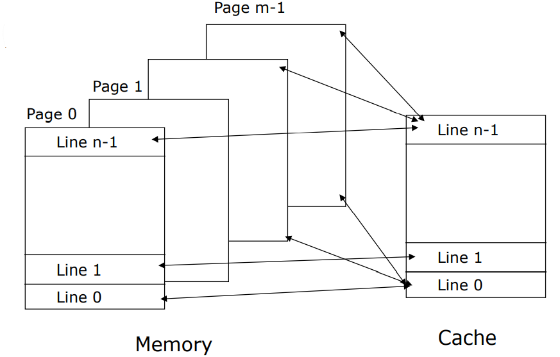 Page m-1
Page 1
Page 0
Line n-1
Line n-1
Line 1
Line 1
Line 0
Line 0
Memory
Cache